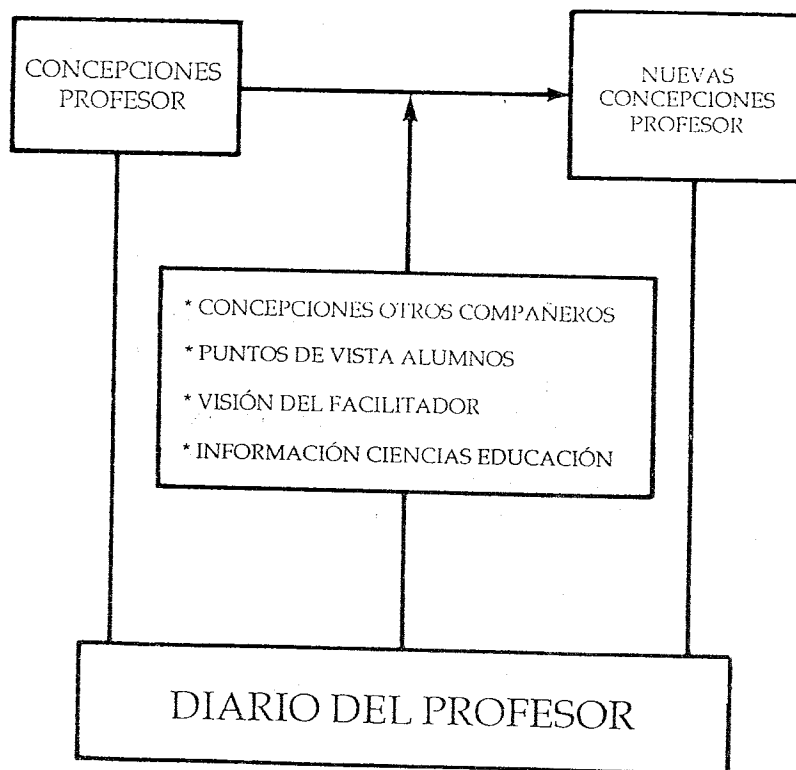 CONCEPCIONES
PROFESOR
NUEVAS
CONCEPCIONES
PROFESOR
* CONCEPCIONES OTROS COMPAÑEROS
* PUNTOS DE VISTA ALUMNOS
* VISIÓN DEL FACILITADOR
* INFORMACIÓN CIENCIAS EDUCACIÓN
DIARIO DEL PROFESOR